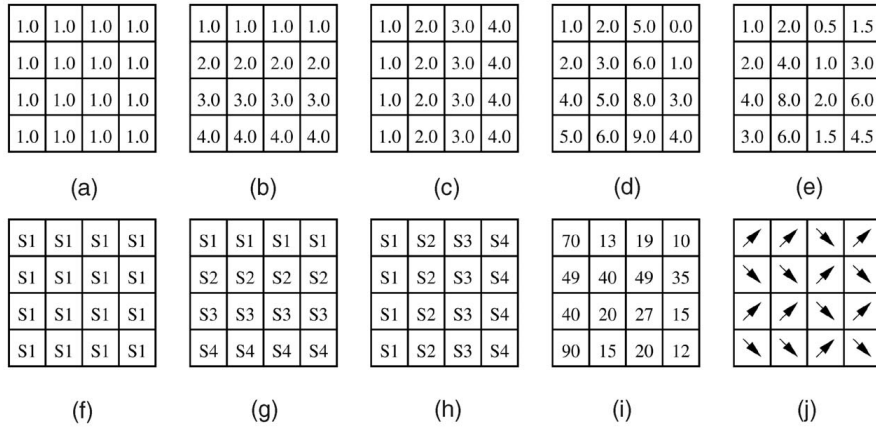 1.0 1.0 1.0 1.0 1.0 1.0 1.0 1.0 1.0 2.0 3.0 4.0 1.0 2.0 5.0 0.0 1.0 2.0 0.5 1.5
1.0 1.0 1.0 1.0 2.0 2.0 2.0 2.0 1.0 2.0 3.0 4.0 2.0 3.0 6.0 1.0 2.0 4.0 1.0 3.0
1.0 1.0 1.0 1.0 3.0 3.0 3.0 3.0 1.0 2.0 3.0 4.0 4.0 5.0 8.0 3.0 4.0 8.0 2.0 6.0
1.0 1.0 1.0 1.0 4.0 4.0 4.0 4.0 1.0 2.0 3.0 4.0 5.0 6.0 9.0 4.0 3.0 6.0 1.5 4.5
(a) (b) (c) (d) (e)
S1 S1 S1 S1 S1 S1 S1 S1 S1 S2 S3 S4 70 13 19 10
S1 S1 S1 S1 S2 S2 S2 S2 S1 S2 S3 S4 49 40 49 35
S1 S1 S1 S1 S3 S3 S3 S3 S1 S2 S3 S4 40 20 27 15
S1 S1 S1 S1 S4 S4 S4 S4 S1 S2 S3 S4 90 15 20 12
(f) (g) (h) (i) (j)